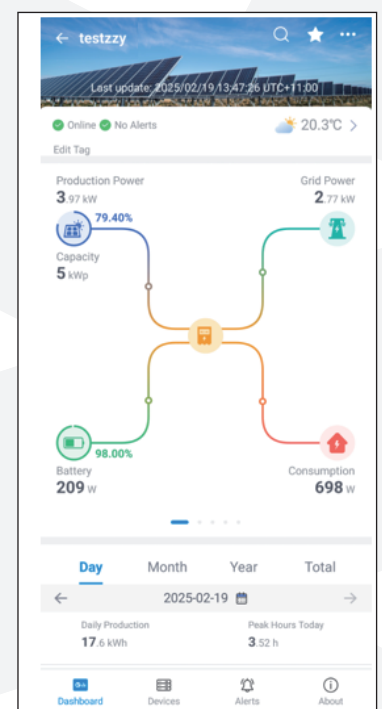 testzzy
Last update: 2025/02/19 13:47:26 UTC+11:00
Online No Alerts 20.3℃
Edit Tag
Production Power Grid Power
3.97 kW 2.77 kW
79.40%
Capacity
5 kWp
98.00%
Battery Consumption
209 W 698 W
Day Month Year Total
2025-02-19
Daily Production Peak Hours Today
17.6 kWh 3.52 h
Dashboard Devices Alerts About